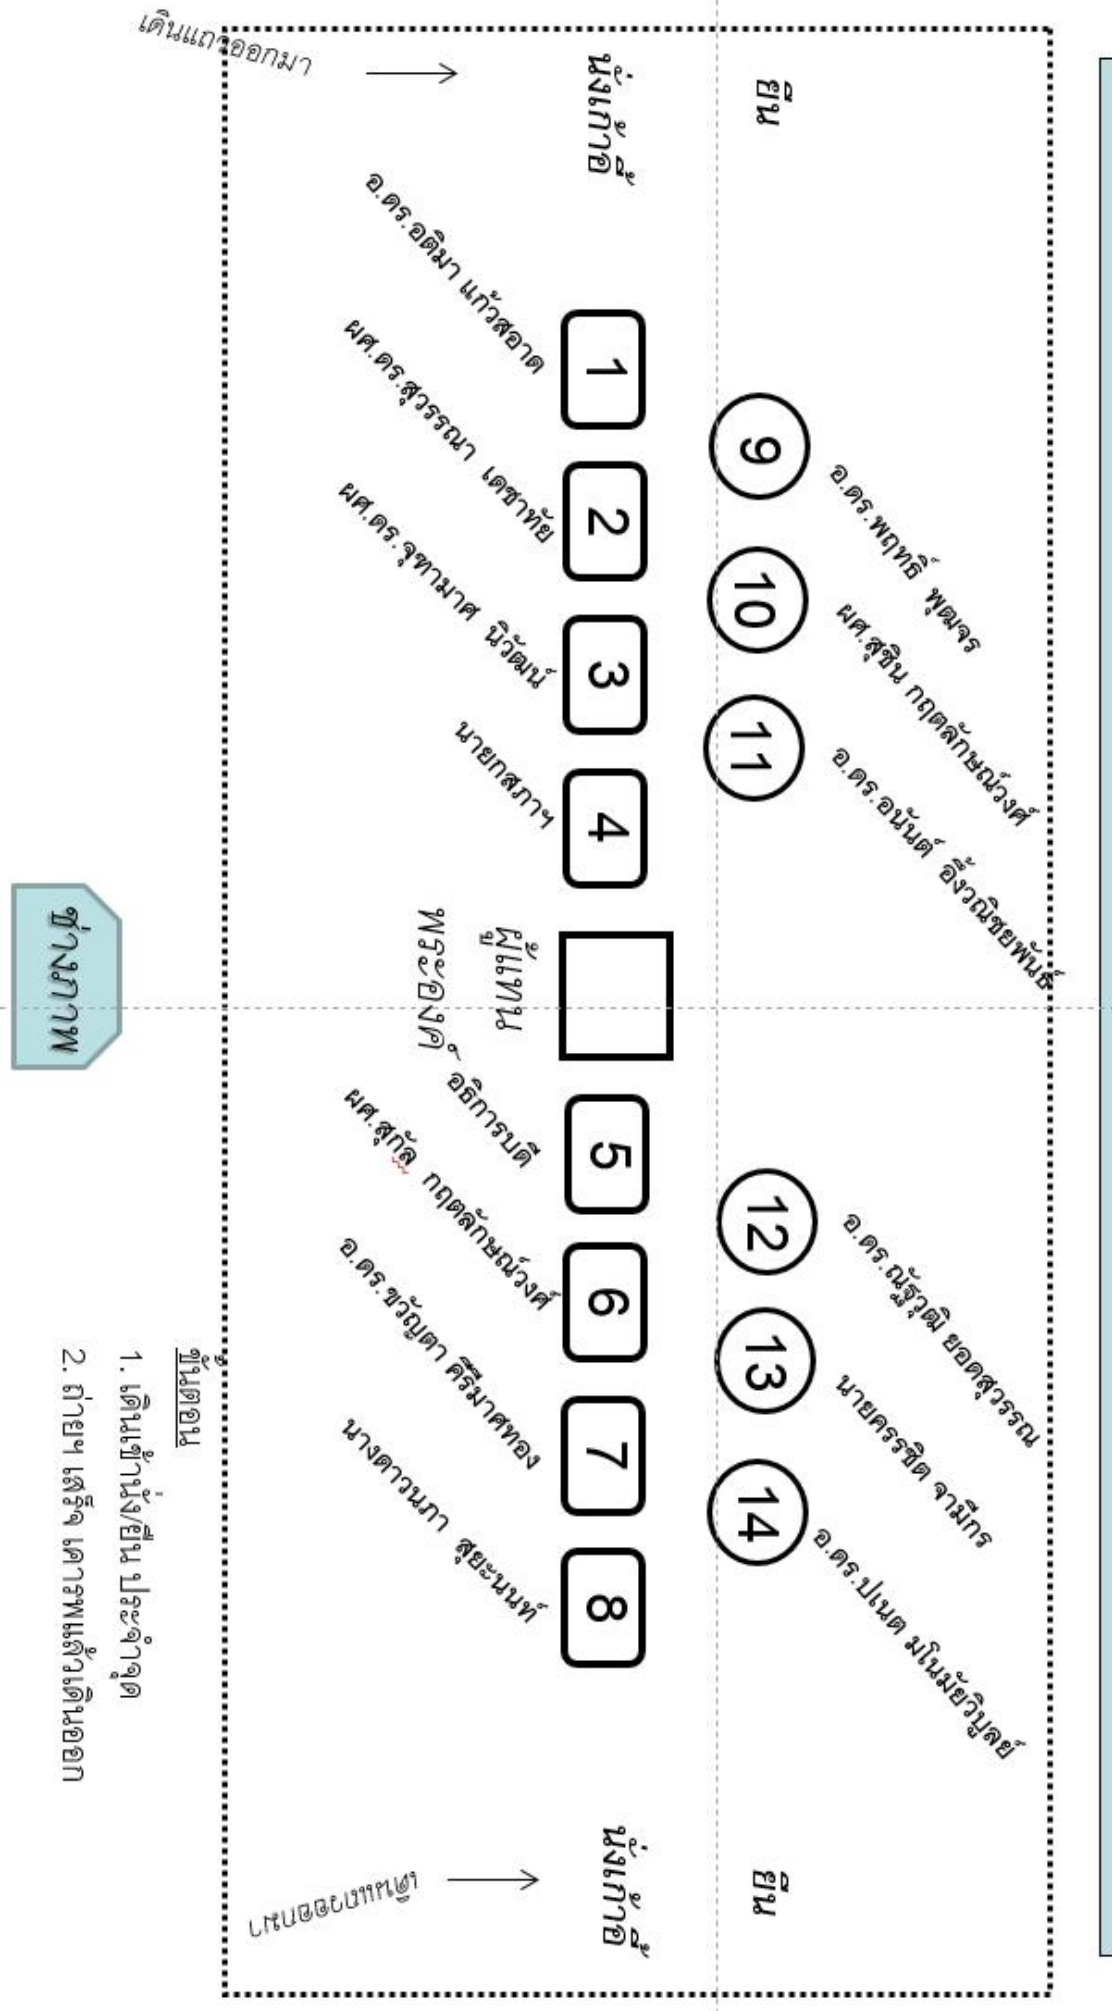 ยืน
ยืน
อ.ดร.พฤทธิ์ พุฒจร
ผศ.สุชิน กฤตลักษณ์วงศ์
อ.ดร.อนันต์ อึ้งวณิชยพันธ์
อ.ดร.ณัฐวุฒิ ยอดสุวรรณ
นายครรชิต จามีกร
อ.ดร.ปเนต มโนมัยวิบูลย์
9
10
11
12
13
14
นั่งเก้าอี้
นั่งเก้าอี้
1
2
3
4
5
6
7
8
อ.ดร.อติมา แก้วสอาด
ผศ.ดร.สุวรรณา เดชาทัย
ผศ.ดร.จุฑามาศ นิวัฒน์
นายกสภาฯ
ผู้แทน
พระองค์
อธิการบดี
ผศ.สุกัล กฤตลักษณ์วงศ์
อ.ดร.ขวัญตา คีรีมาศทอง
นางดาวนภา สุยะนนท์
เดินแถวออกมา
เดินแถวออกมา
ช่างภาพ
ขั้นตอน
1. เดินเข้านั่ง/ยืน ประจำจุด
2. ถ่ายฯ เสร็จ เคารพแล้วเดินออก